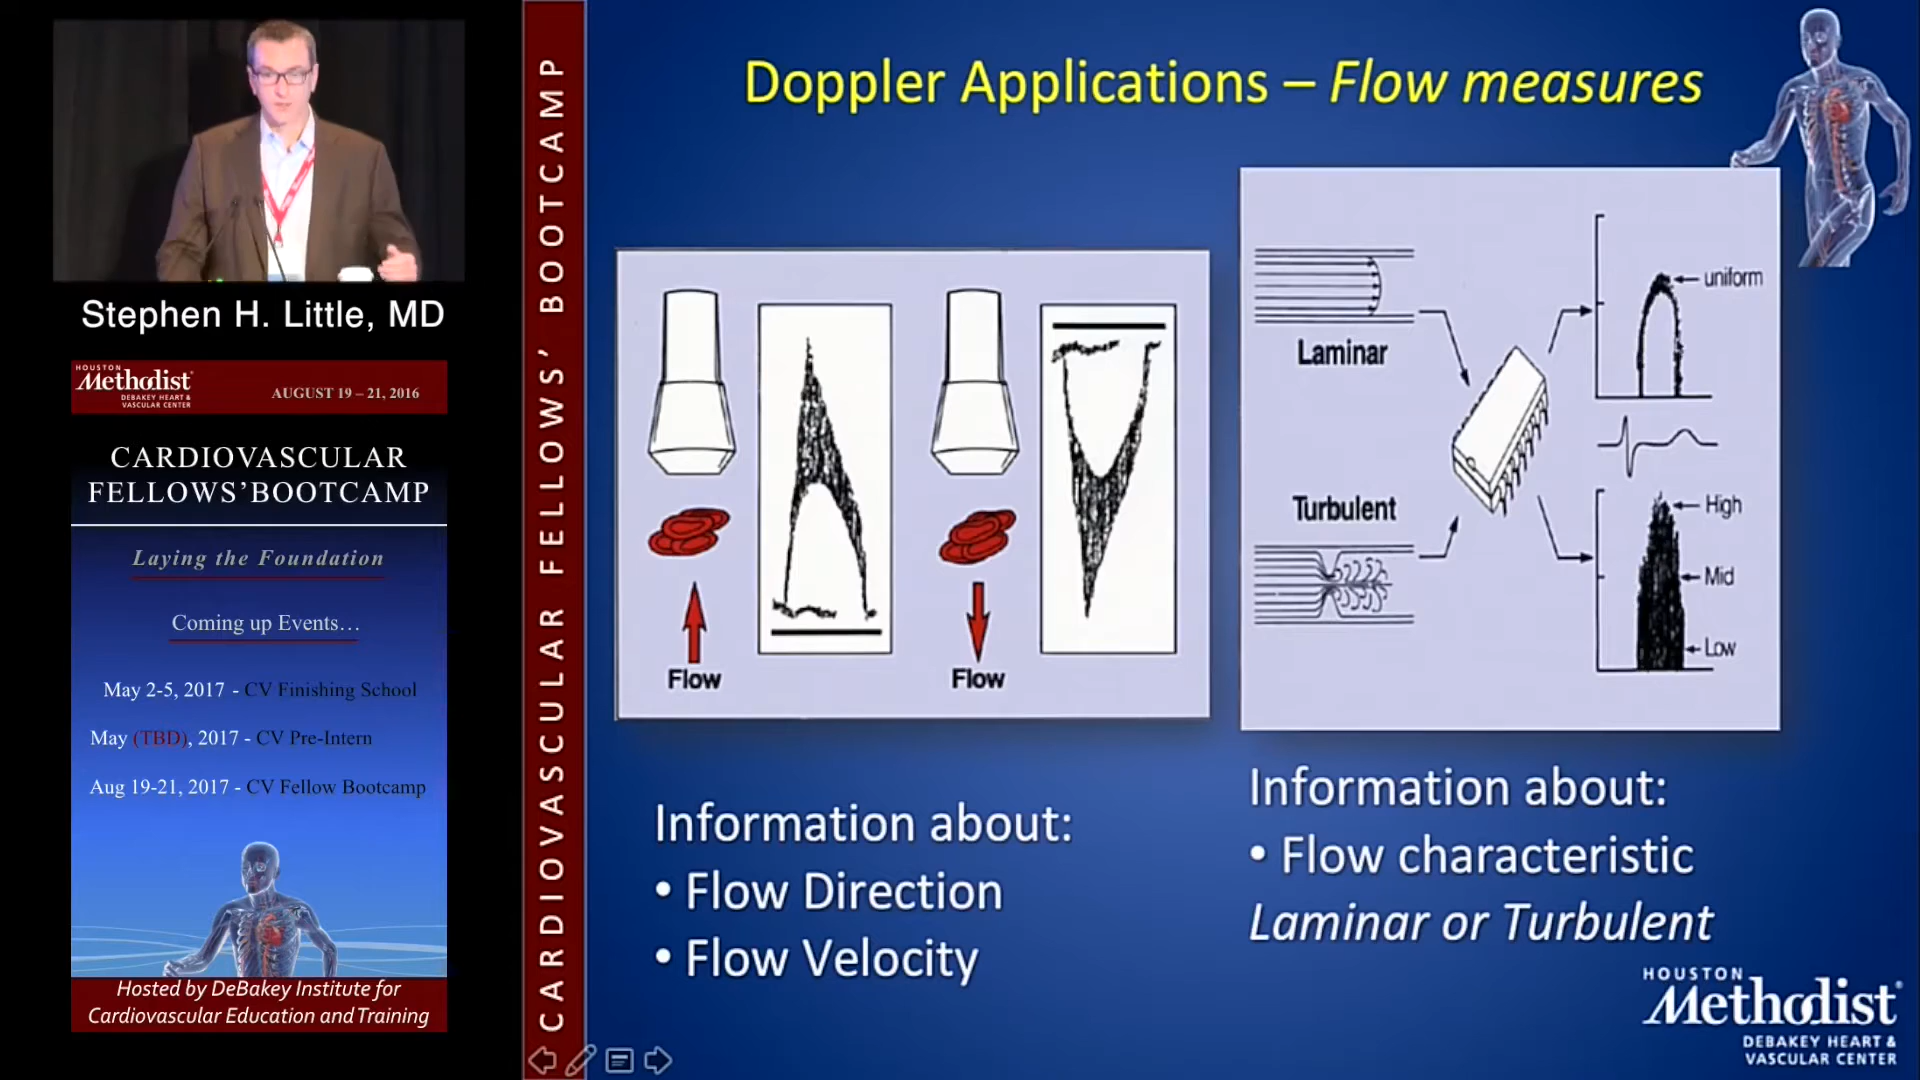 Stephen H. Little, MD
HOUSTON
Methodist
DEBAKEY HEART &
VASCULAR CENTER
AUGUST 19 – 21, 2016
CARDIOVASCULAR
FELLOWS'BOOTCAMP
Laying the Foundation
Coming up Events…
May 2-5, 2017 - CV Finishing School
May (TBD), 2017 - CV Pre-Intern
Aug 19-21, 2017 - CV Fellow Bootcamp
Hosted by DeBakey Institute for
Cardiovascular Education and Training
CARDIOVASCULAR FELLOWS' BOOTCAMP
Doppler Applications – Flow measures
Flow
Flow
Laminar
Turbulent
uniform
High
Mid
Low
Information about:
• Flow Direction
• Flow Velocity
Information about:
• Flow characteristic
Laminar or Turbulent
HOUSTON
Methodist
DEBAKEY HEART &
VASCULAR CENTER